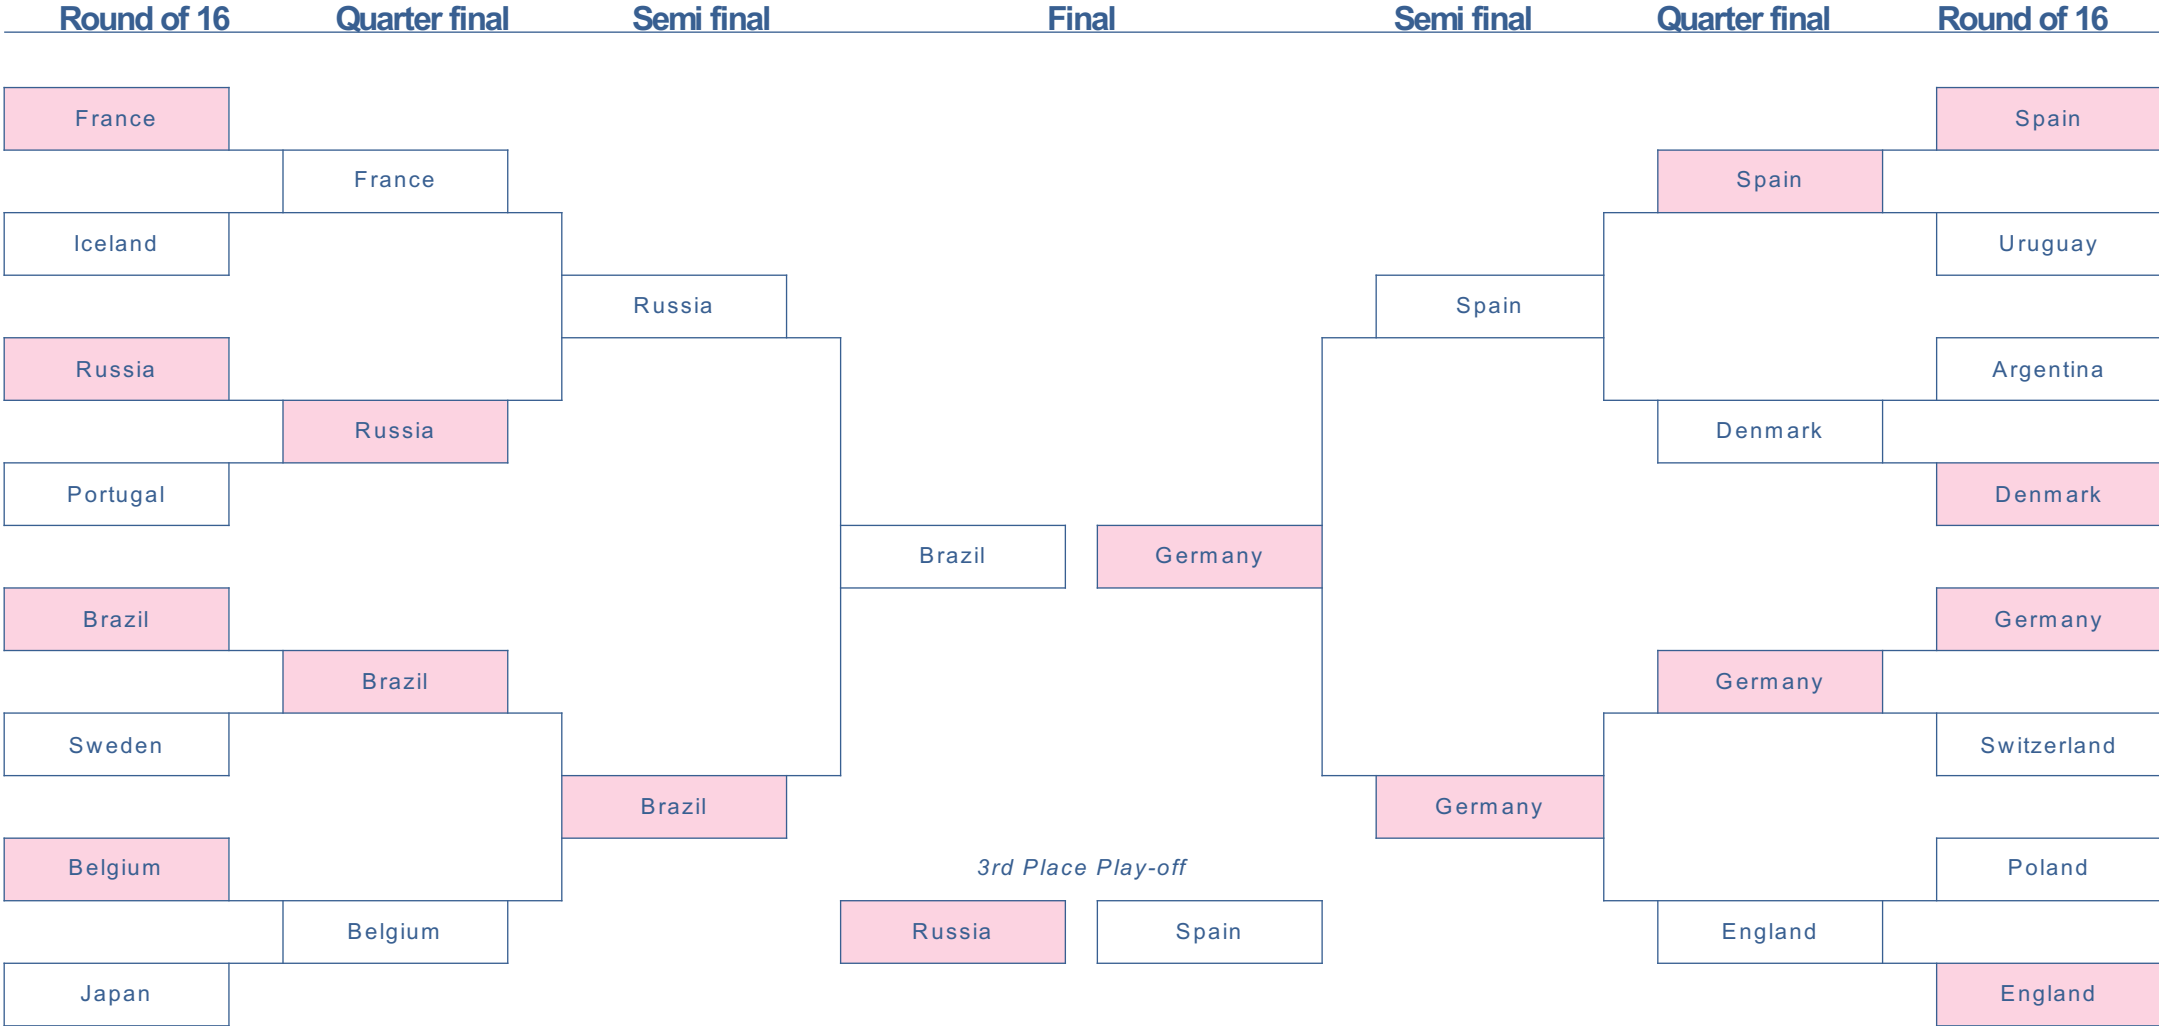 Round of 16 Quarter final Semi final Final Semi final Quarter final Round of 16
France Spain
France Spain
Iceland Uruguay
Russia Spain
Russia Argentina
Russia Denmark
Portugal Denmark
Brazil Germany
Brazil Germany
Brazil Germany
Sweden Switzerland
Brazil Germany
Belgium 3rd Place Play-off Poland
Belgium Russia Spain England
Japan England